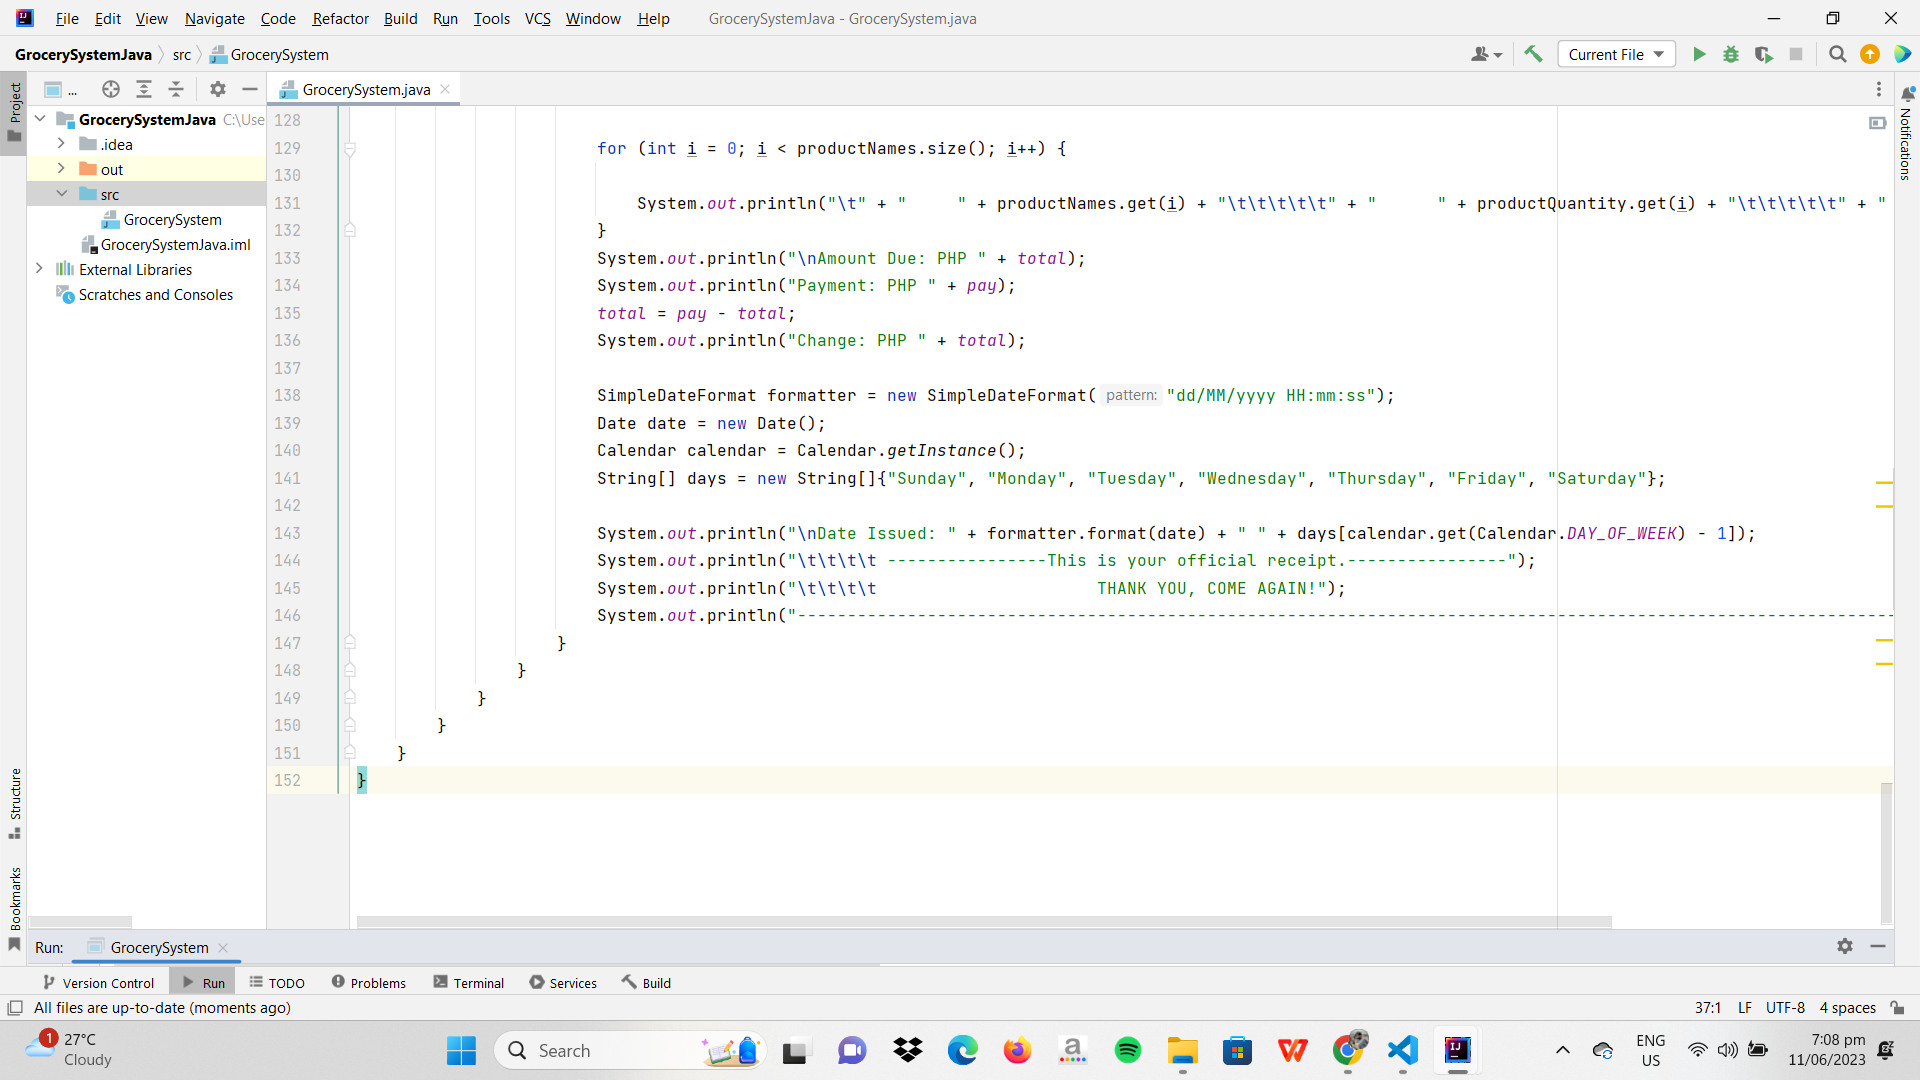 File Edit View Navigate Code Refactor Build Run Tools VCS Window Help GrocerySystemJava - GrocerySystem.java
GrocerySystemJava src GrocerySystem Current File
Project
... GrocerySystem.java
GrocerySystemJava C:\Use
.idea
out
src
GrocerySystem
GrocerySystemJava.iml
External Libraries
Scratches and Consoles
Structure
Bookmarks
Notifications
128
129 for (int i = 0; i < productNames.size(); i++) {
130
131 System.out.println("\t" + "     " + productNames.get(i) + "\t\t\t\t\t" + "      " + productQuantity.get(i) + "\t\t\t\t\t" + "
132 }
133 System.out.println("\nAmount Due: PHP " + total);
134 System.out.println("Payment: PHP " + pay);
135 total = pay - total;
136 System.out.println("Change: PHP " + total);
137
138 SimpleDateFormat formatter = new SimpleDateFormat( pattern: "dd/MM/yyyy HH:mm:ss");
139 Date date = new Date();
140 Calendar calendar = Calendar.getInstance();
141 String[] days = new String[]{"Sunday", "Monday", "Tuesday", "Wednesday", "Thursday", "Friday", "Saturday"};
142
143 System.out.println("\nDate Issued: " + formatter.format(date) + " " + days[calendar.get(Calendar.DAY_OF_WEEK) - 1]);
144 System.out.println("\t\t\t\t ----------------This is your official receipt.----------------");
145 System.out.println("\t\t\t\t                      THANK YOU, COME AGAIN!");
146 System.out.println("--------------------------------------------------------------------------------------------------------------
147 }
148 }
149 }
150 }
151 }
152 }
Run: GrocerySystem
Version Control Run TODO Problems Terminal Services Build
All files are up-to-date (moments ago) 37:1 LF UTF-8 4 spaces
1 27°C
Cloudy
Search
ENG
US
7:08 pm
11/06/2023